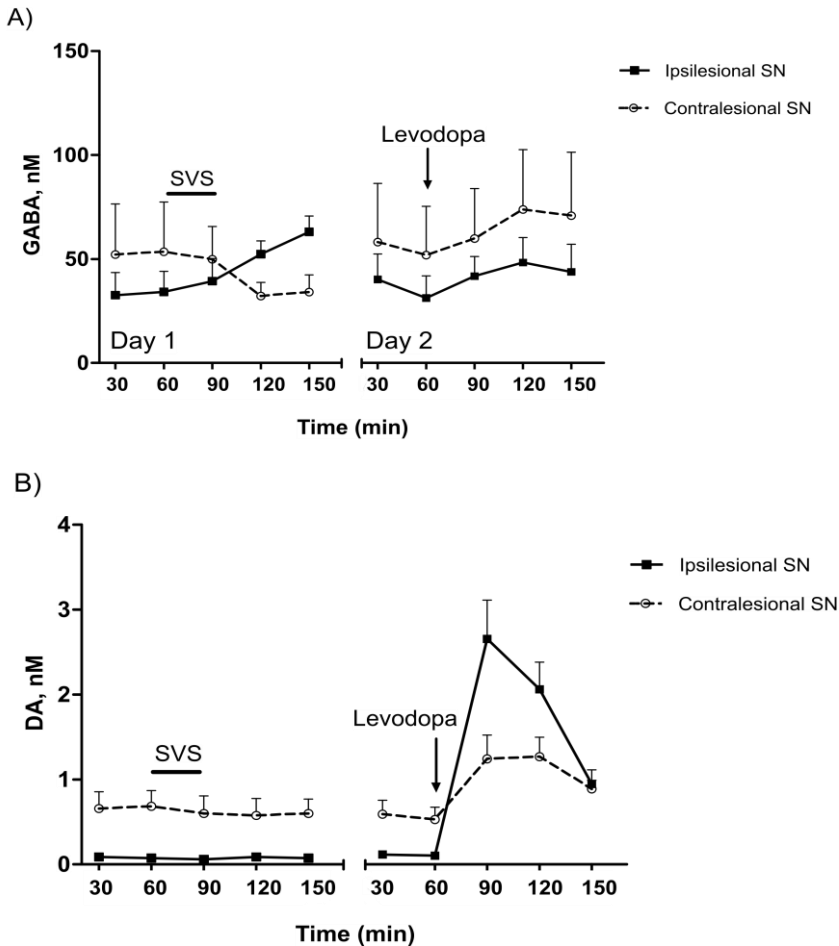 A)
150
100
50
0
GABA, nM
SVS
Levodopa
Day 1
Day 2
30 60 90 120 150 30 60 90 120 150
Time (min)
Ipsilesional SN
Contralesional SN
B)
4
3
2
1
0
DA, nM
SVS
Levodopa
30 60 90 120 150 30 60 90 120 150
Time (min)
Ipsilesional SN
Contralesional SN